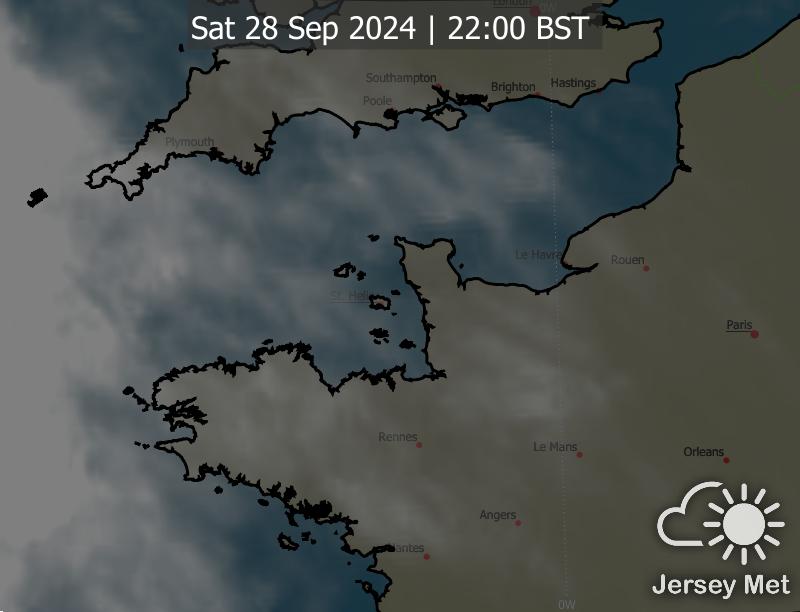 London
0W
Sat 28 Sep 2024 | 22:00 BST
Southampton
Brighton
Hastings
Poole
Plymouth
Le Havre
Rouen
St. Helier
Paris
Rennes
Le Mans
Orleans
Angers
Nantes
0W
Jersey Met